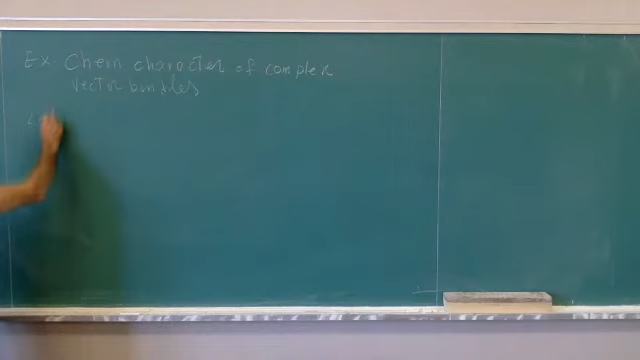 Ex. Chern character of complex
vector bundles